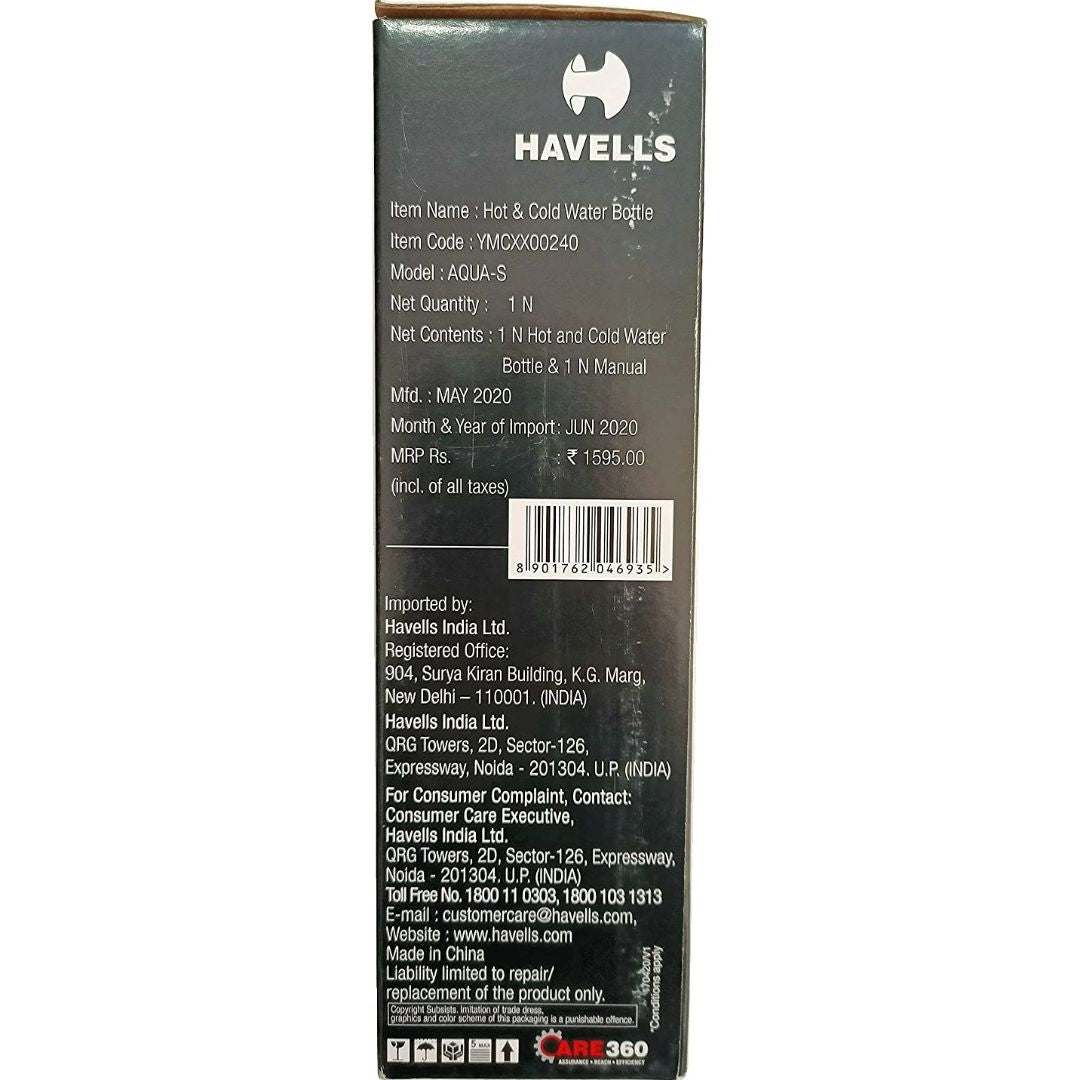 HAVELLS
Item Name : Hot & Cold Water Bottle
Item Code : YMCXX00240
Model : AQUA-S
Net Quantity : 1 N
Net Contents : 1 N Hot and Cold Water
Bottle & 1 N Manual
Mfd. : MAY 2020
Month & Year of Import: JUN 2020
MRP Rs. : ₹ 1595.00
(incl. of all taxes)
8 901762 046935 >
Imported by:
Havells India Ltd.
Registered Office:
904, Surya Kiran Building, K.G. Marg,
New Delhi – 110001. (INDIA)
Havells India Ltd.
QRG Towers, 2D, Sector-126,
Expressway, Noida - 201304. U.P. (INDIA)
For Consumer Complaint, Contact:
Consumer Care Executive,
Havells India Ltd.
QRG Towers, 2D, Sector-126, Expressway,
Noida - 201304. U.P. (INDIA)
Toll Free No. 1800 11 0303, 1800 103 1313
E-mail : customercare@havells.com,
Website : www.havells.com
Made in China
Liability limited to repair/
replacement of the product only.
*Conditions apply
Copyright Subsists. Imitation of trade dress,
graphics and color scheme of this packaging is a punishable offence.
5 MAX
CARE360
ASSURANCE • REACH • EFFICIENCY